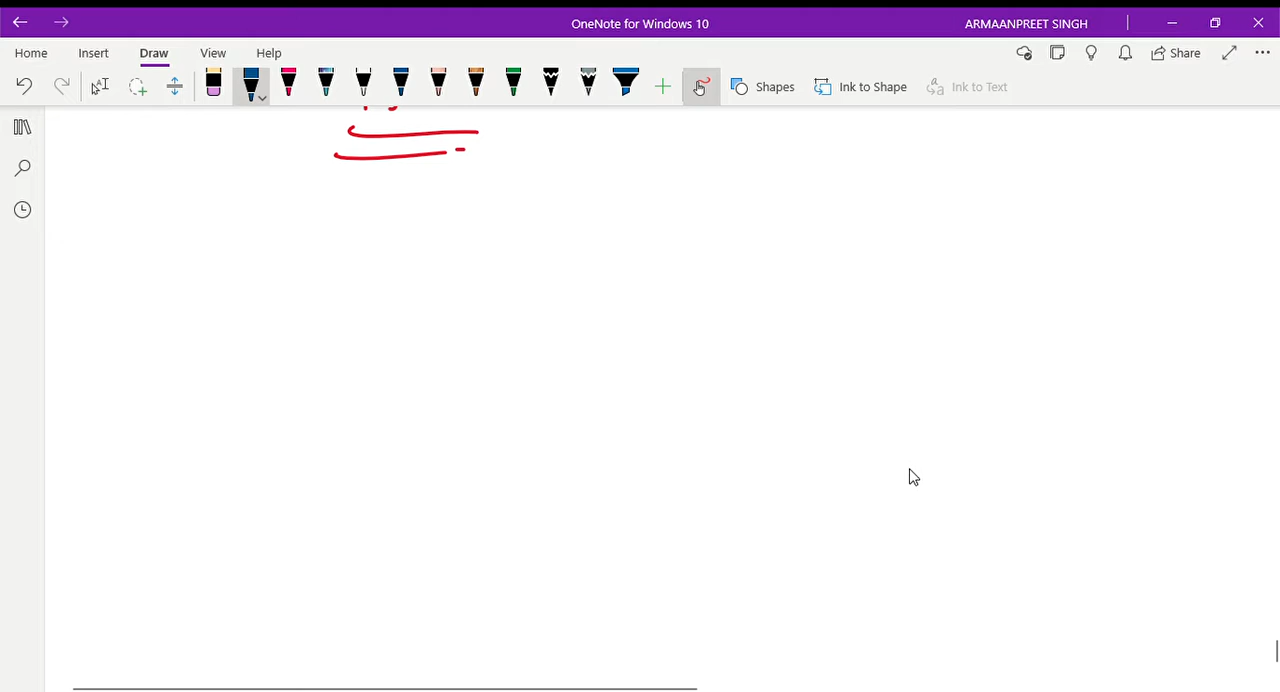 OneNote for Windows 10 ARMAANPREET SINGH
Home Insert Draw View Help Share
Shapes Ink to Shape Ink to Text